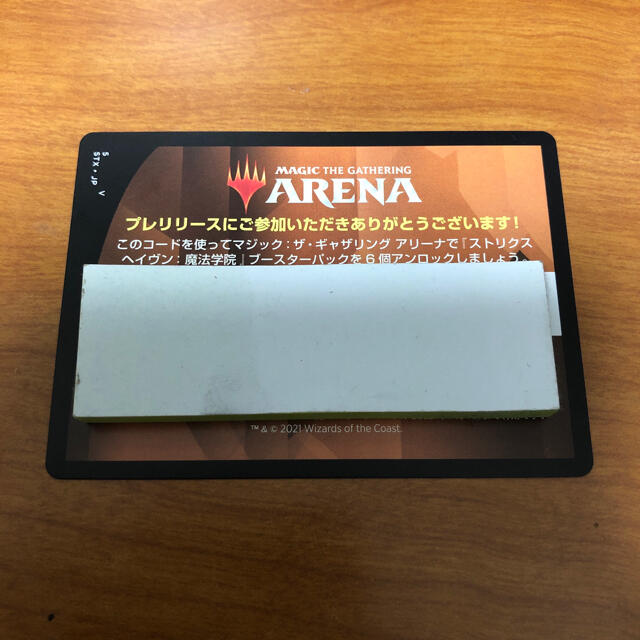 5 V
STX • JP
MAGIC THE GATHERING
ARENA
プレリリースにご参加いただきありがとうございます!
このコードを使ってマジック:ザ・ギャザリング アリーナで『ストリクス
ヘイヴン:魔法学院』ブースターパックを6個アンロックしましょう。
™ & © 2021 Wizards of the Coast.